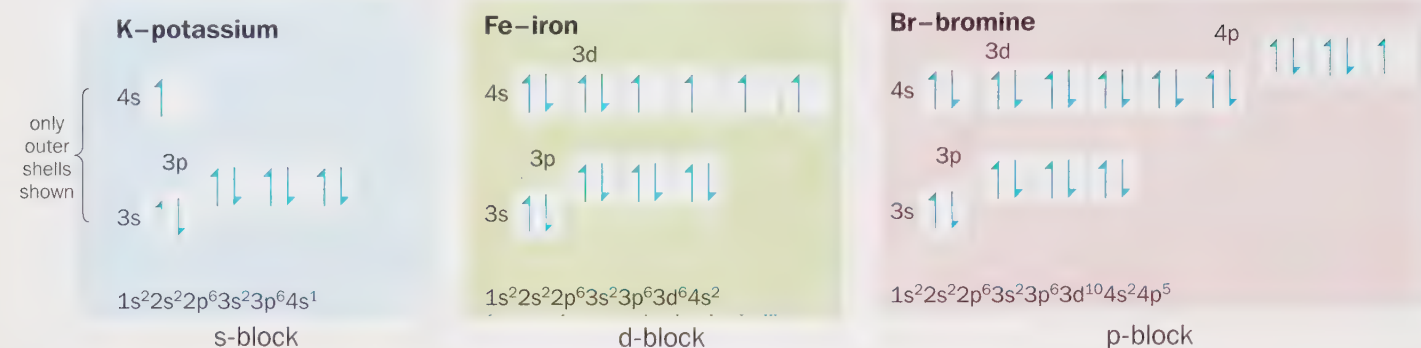 K–potassium
4s
3p
3s
only
outer
shells
shown
1s²2s²2p⁶3s²3p⁶4s¹
s-block
Fe–iron
3d
4s
3p
3s
1s²2s²2p⁶3s²3p⁶3d⁶4s²
d-block
Br–bromine
4p
3d
4s
3p
3s
1s²2s²2p⁶3s²3p⁶3d¹⁰4s²4p⁵
p-block